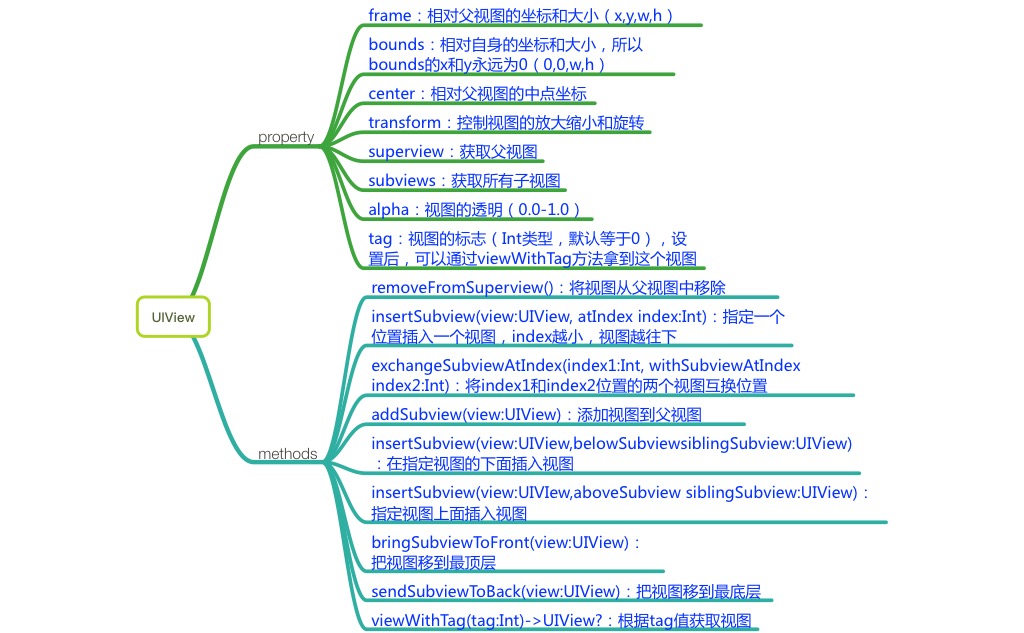 frame：相对父视图的坐标和大小（x,y,w,h）
bounds：相对自身的坐标和大小，所以
bounds的x和y永远为0（0,0,w,h）
center：相对父视图的中点坐标
transform：控制视图的放大缩小和旋转
property
superview：获取父视图
subviews：获取所有子视图
alpha：视图的透明（0.0-1.0）
tag：视图的标志（Int类型，默认等于0），设
置后，可以通过viewWithTag方法拿到这个视图
UIView
removeFromSuperview()：将视图从父视图中移除
insertSubview(view:UIView, atIndex index:Int)：指定一个
位置插入一个视图，index越小，视图越往下
exchangeSubviewAtIndex(index1:Int, withSubviewAtIndex
index2:Int)：将index1和index2位置的两个视图互换位置
addSubview(view:UIView)：添加视图到父视图
insertSubview(view:UIView,belowSubviewsiblingSubview:UIView)
：在指定视图的下面插入视图
methods
insertSubview(view:UIVIew,aboveSubview siblingSubview:UIView)：
指定视图上面插入视图
bringSubviewToFront(view:UIView)：
把视图移到最顶层
sendSubviewToBack(view:UIView)：把视图移到最底层
viewWithTag(tag:Int)->UIView?：根据tag值获取视图